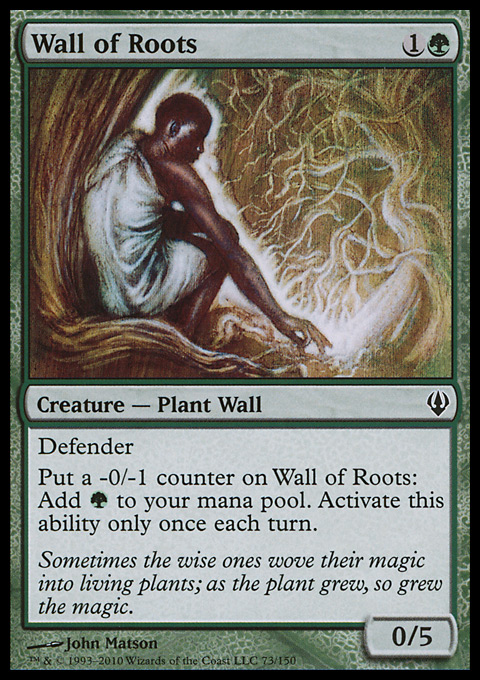 Wall of Roots 1
Creature — Plant Wall
Defender
Put a -0/-1 counter on Wall of Roots:
Add to your mana pool. Activate this
ability only once each turn.
Sometimes the wise ones wove their magic
into living plants; as the plant grew, so grew
the magic.
John Matson
0/5
™ & © 1993–2010 Wizards of the Coast LLC 73/150